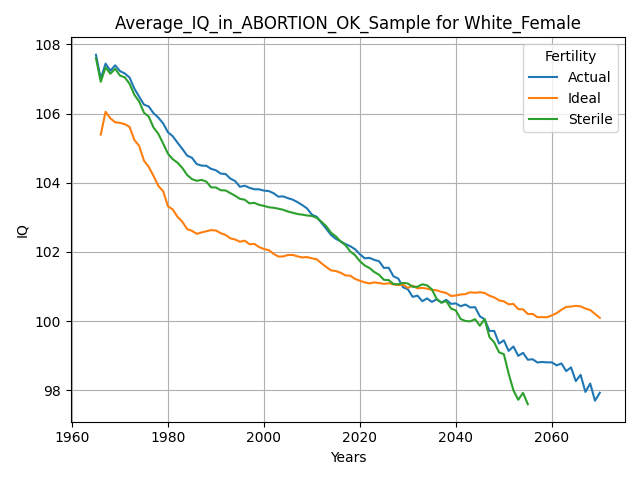 Average_IQ_in_ABORTION_OK_Sample for White_Female
108
106
104
102
100
98
IQ
1960
1980
2000
2020
2040
2060
Years
Fertility
Actual
Ideal
Sterile